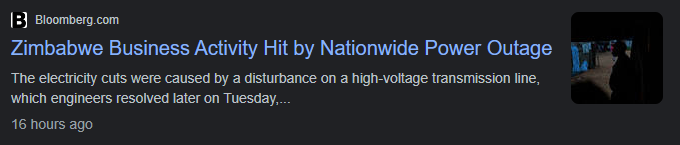 B Bloomberg.com
Zimbabwe Business Activity Hit by Nationwide Power Outage
The electricity cuts were caused by a disturbance on a high-voltage transmission line,
which engineers resolved later on Tuesday,...
16 hours ago